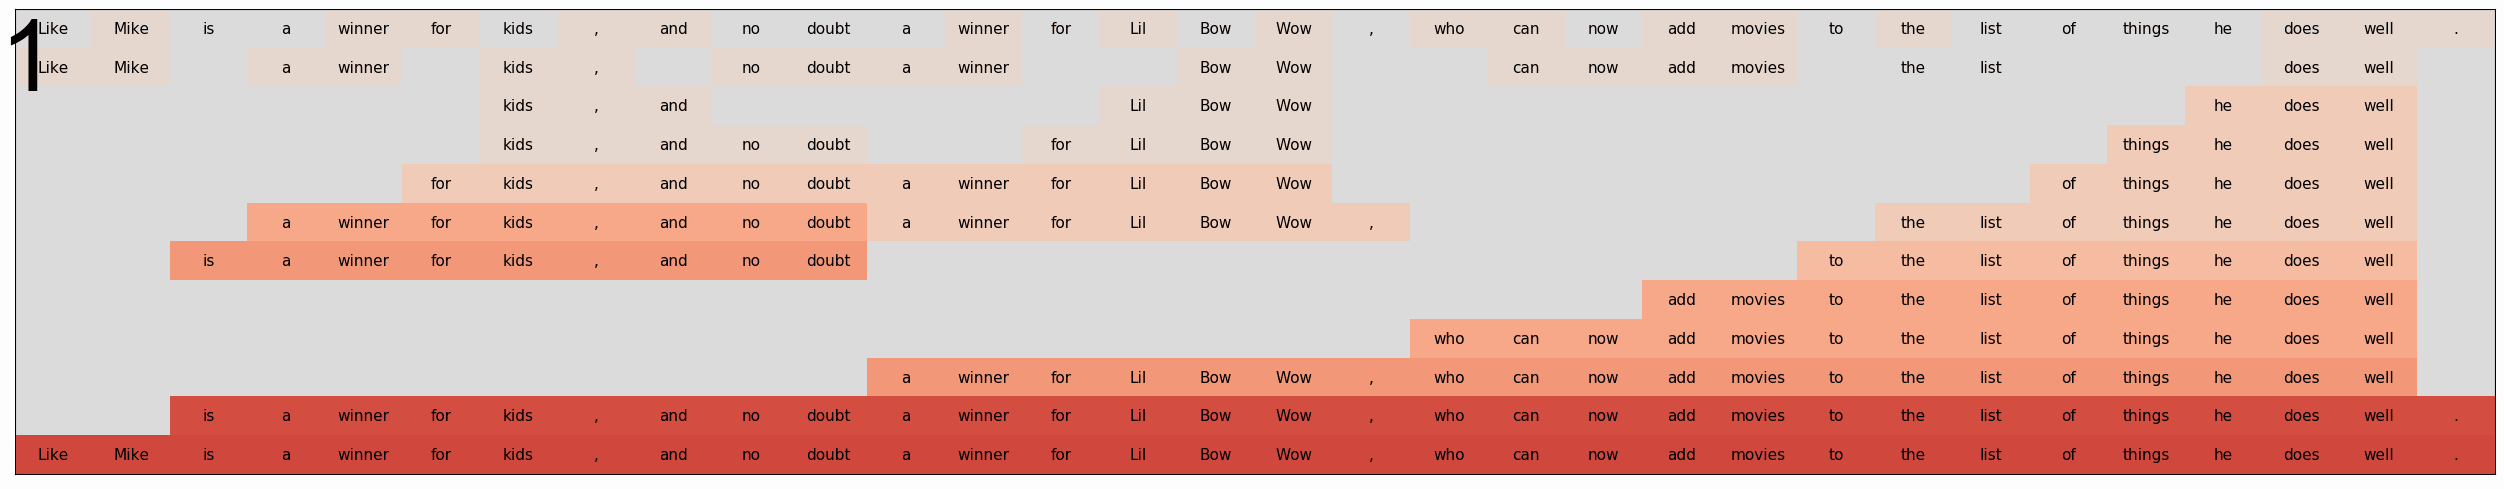 1
Like Mike is a winner for kids , and no doubt a winner for Lil Bow Wow , who can now add movies to the list of things he does well .
Like Mike a winner kids , no doubt a winner Bow Wow can now add movies the list does well
kids , and Lil Bow Wow he does well
kids , and no doubt for Lil Bow Wow things he does well
for kids , and no doubt a winner for Lil Bow Wow of things he does well
a winner for kids , and no doubt a winner for Lil Bow Wow , the list of things he does well
is a winner for kids , and no doubt to the list of things he does well
add movies to the list of things he does well
who can now add movies to the list of things he does well
a winner for Lil Bow Wow , who can now add movies to the list of things he does well
is a winner for kids , and no doubt a winner for Lil Bow Wow , who can now add movies to the list of things he does well .
Like Mike is a winner for kids , and no doubt a winner for Lil Bow Wow , who can now add movies to the list of things he does well .